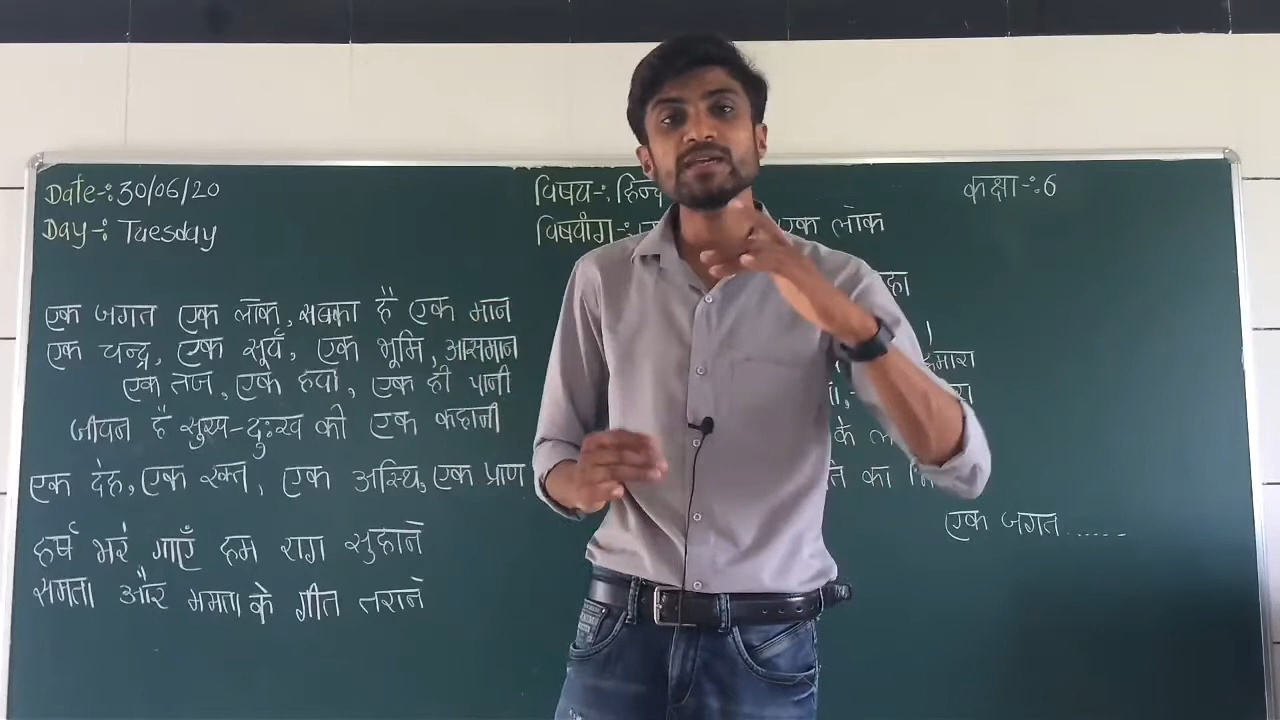 Date-: 30/06/20
Day-: Tuesday
विषय-: हिन्द
विषयांग-: एक लोक
कक्षा-: 6
एक जगत एक लोक, सबका है एक मान
एक चन्द्र, एक सूर्य, एक भूमि, आसमान
एक तेज, एक हवा, एक ही पानी
जीवन है सुख-दुःख की एक कहानी
एक देह, एक रक्त, एक अस्थि, एक प्राण
हर्ष भरे गाएँ हम राग सुहाने
समता और ममता के गीत तराने
हमारा
के
का
एक जगत......